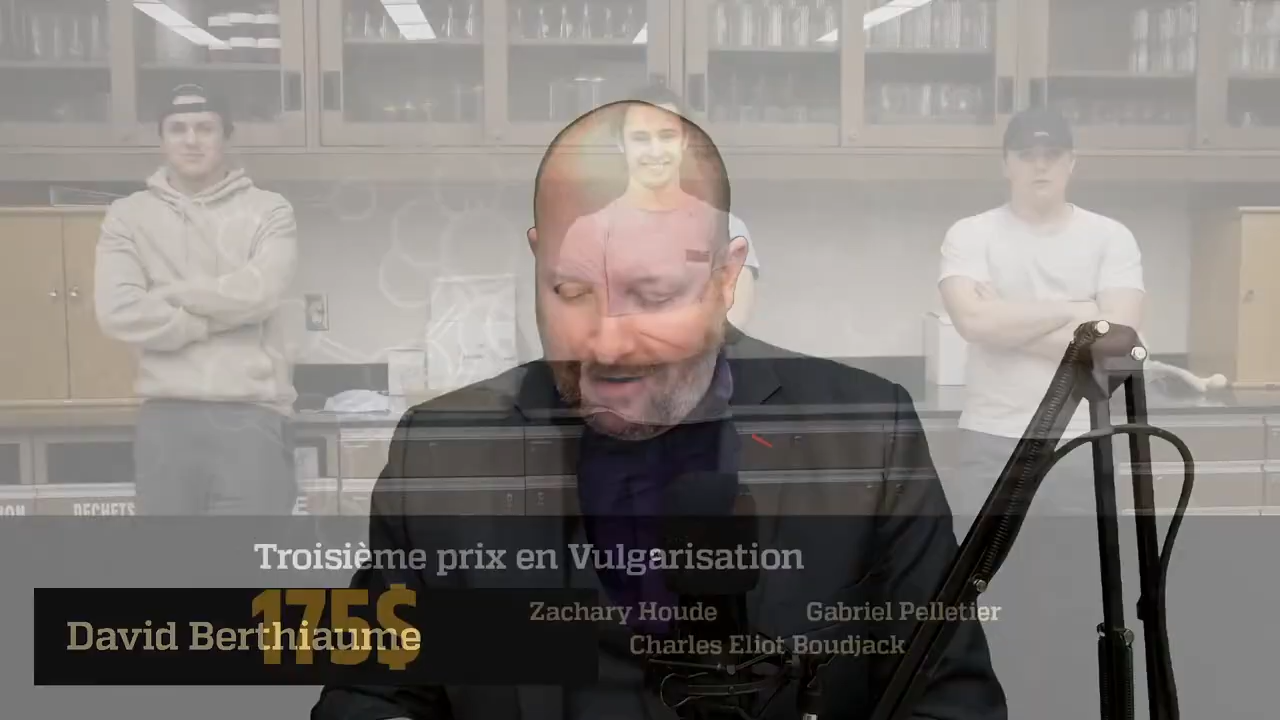 DECHETS
Troisième prix en Vulgarisation
175$
David Berthiaume
Zachary Houde
Gabriel Pelletier
Charles Eliot Boudjack